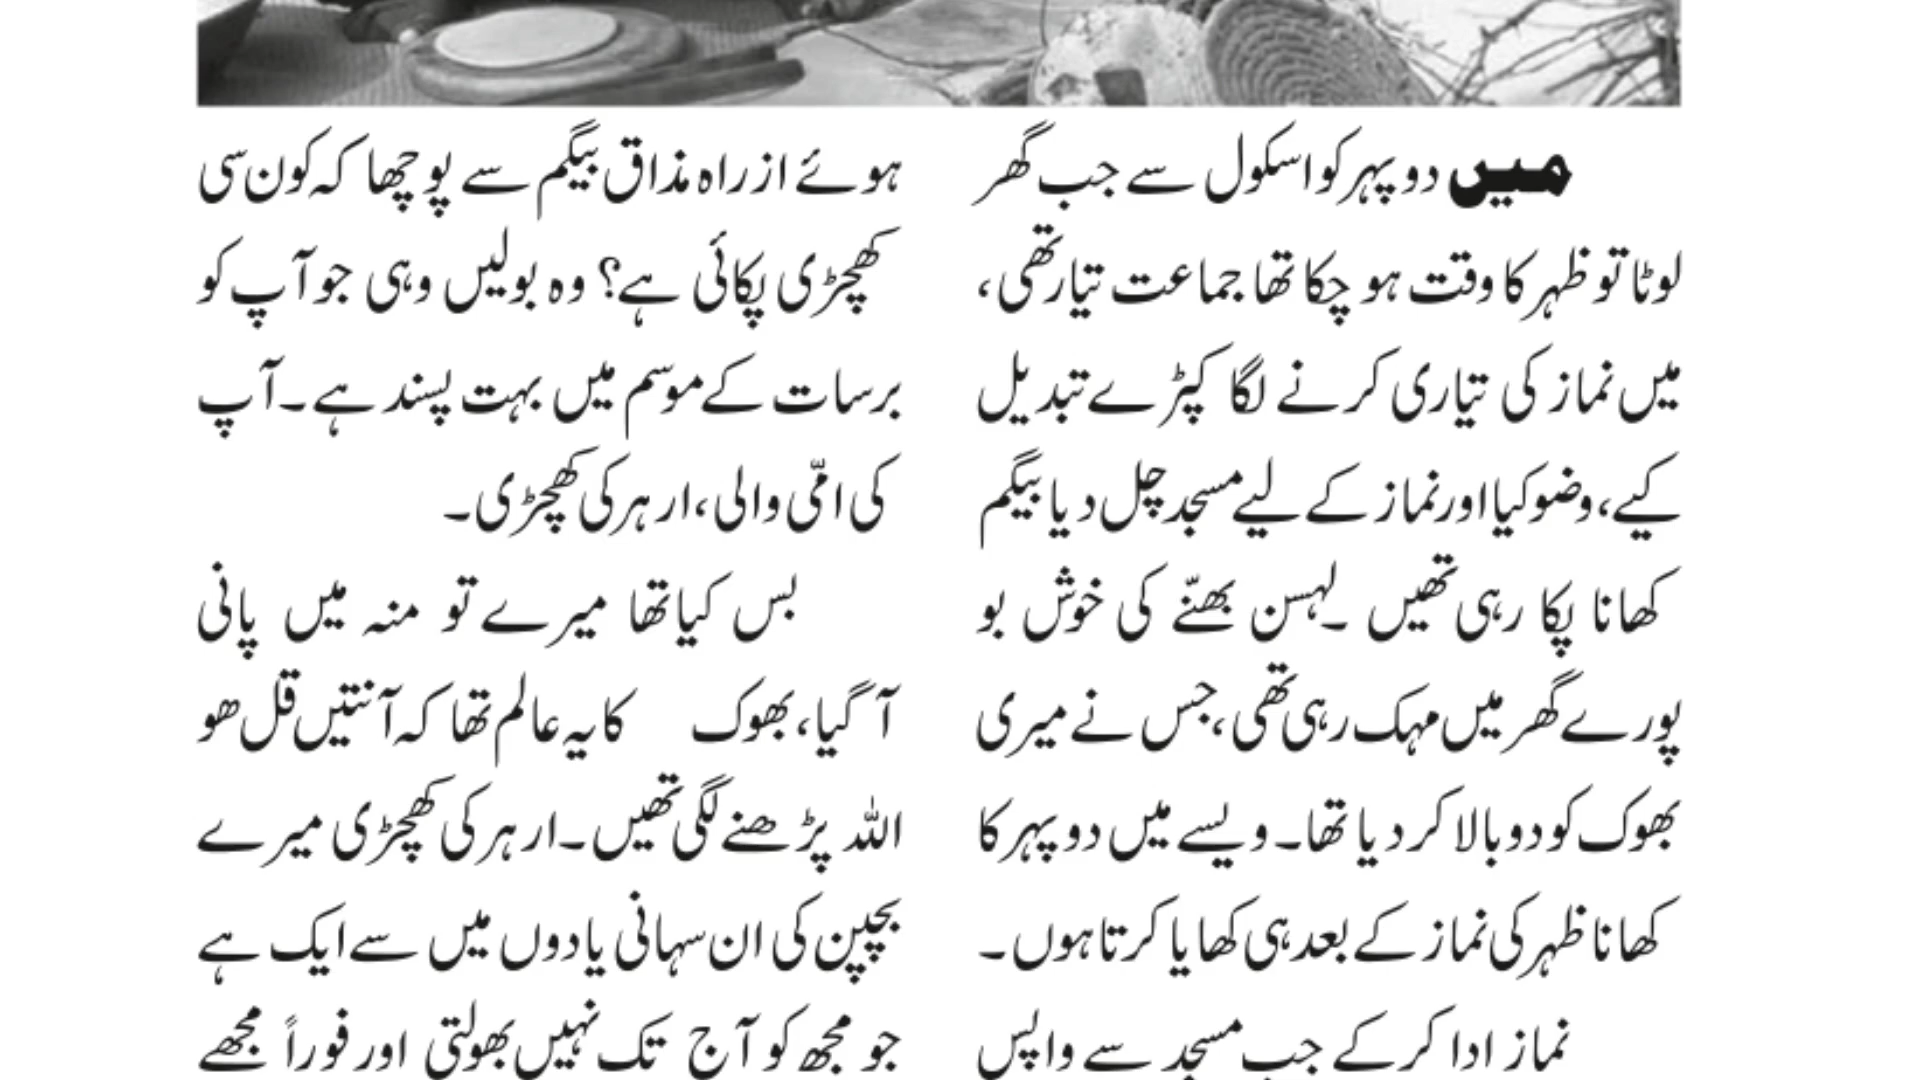 میں دوپہر کو اسکول سے جب گھر
لوٹا تو ظہر کا وقت ہو چکا تھا جماعت تیار تھی،
میں نماز کی تیاری کرنے لگا کپڑے تبدیل
کیے، وضو کیا اور نماز کے لیے مسجد چل دیا بیگم
کھانا پکا رہی تھیں ۔ لہسن بھنّے کی خوش بو
پورے گھر میں مہک رہی تھی، جس نے میری
بھوک کو دوبالا کر دیا تھا۔ ویسے میں دوپہر کا
کھانا ظہر کی نماز کے بعد ہی کھایا کرتا ہوں ۔
نماز ادا کر کے جب مسجد سے واپس
ہوئے از راہ مذاق بیگم سے پوچھا کہ کون سی
کھچڑی پکائی ہے؟ وہ بولیں وہی جو آپ کو
برسات کے موسم میں بہت پسند ہے۔ آپ
کی امّی والی، ارہر کی کھچڑی۔
بس کیا تھا میرے تو منہ میں پانی
آ گیا، بھوک کا یہ عالم تھا کہ آنتیں قل ھو
اللہ پڑھنے لگی تھیں۔ ارہر کی کھچڑی میرے
بچپن کی ان سہانی یادوں میں سے ایک ہے
جو مجھ کو آج تک نہیں بھولتی اور فوراً مجھے